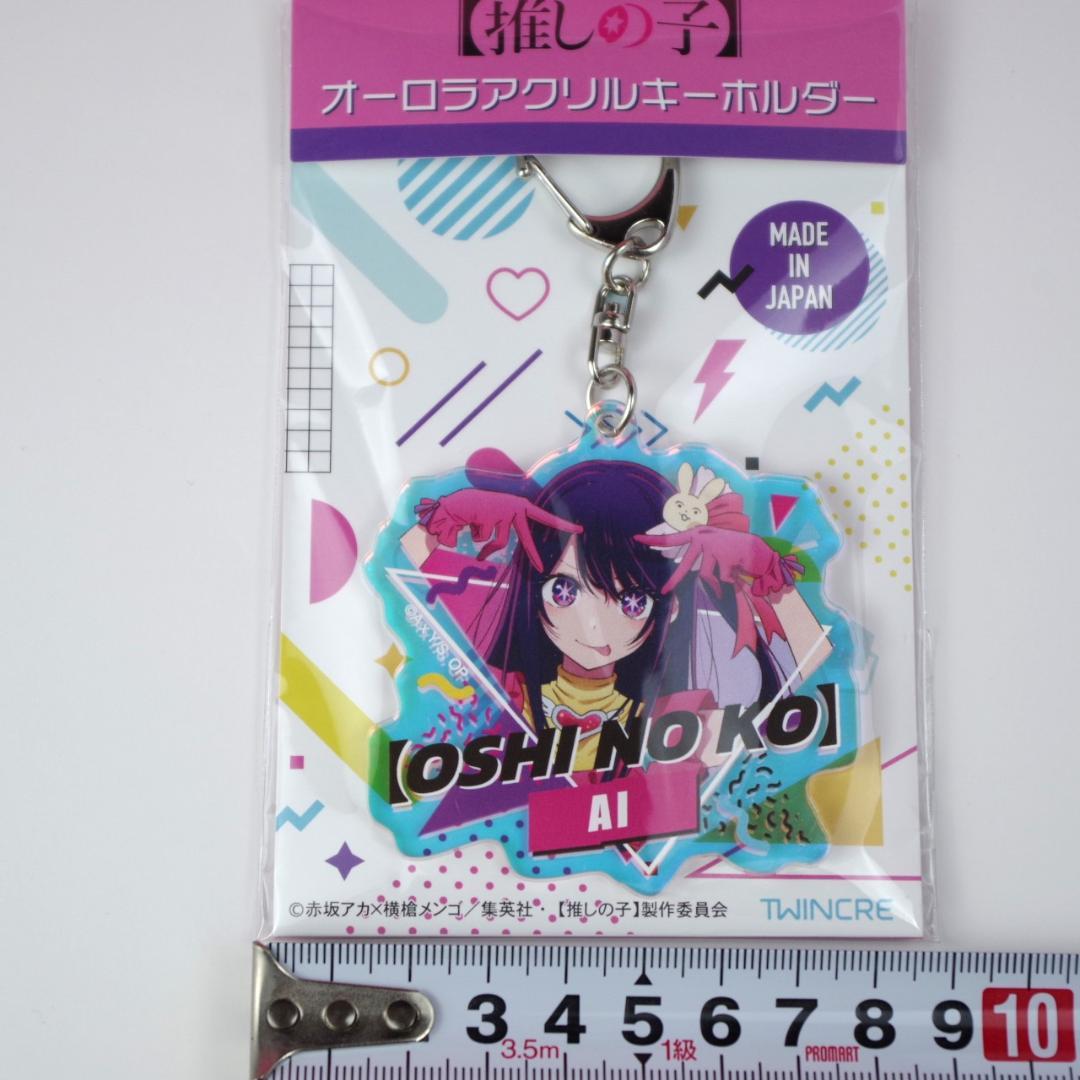 【推しの子】
オーロラアクリルキーホルダー
MADE
IN
JAPAN
©A×Y/S, OP.
【OSHI NO KO】
AI
©赤坂アカ×横槍メンゴ／集英社・【推しの子】製作委員会
TWINCRE
3 4 5 6 7 8 9 10
3.5m 1級 PROMART